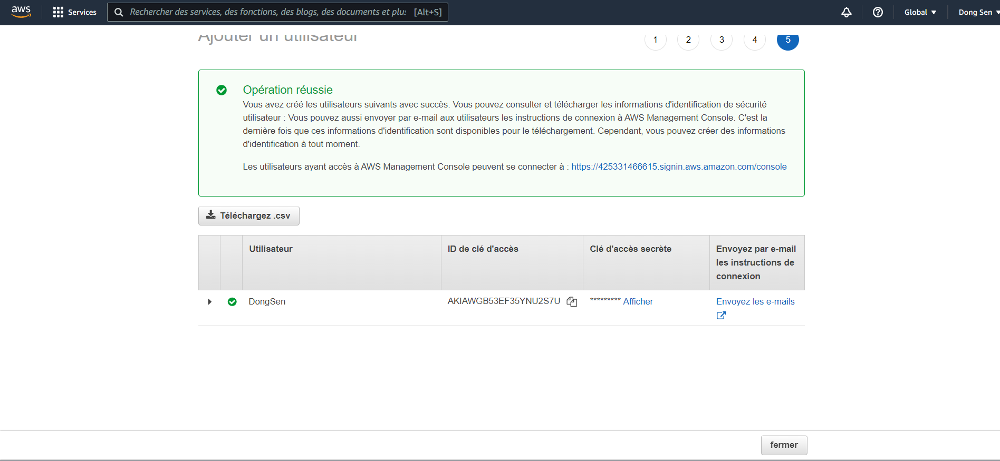 aws Services Rechercher des services, des fonctions, des blogs, des documents et plu: [Alt+S] Global Dong Sen
Ajouter un utilisateur 1 2 3 4 5
Opération réussie
Vous avez créé les utilisateurs suivants avec succès. Vous pouvez consulter et télécharger les informations d'identification de sécurité
utilisateur : Vous pouvez aussi envoyer par e-mail aux utilisateurs les instructions de connexion à AWS Management Console. C'est la
dernière fois que ces informations d'identification sont disponibles pour le téléchargement. Cependant, vous pouvez créer des informations
d'identification à tout moment.
Les utilisateurs ayant accès à AWS Management Console peuvent se connecter à : https://425331466615.signin.aws.amazon.com/console
Téléchargez .csv
Utilisateur ID de clé d'accès Clé d'accès secrète Envoyez par e-mail
les instructions de
connexion
DongSen AKIAWGB53EF35YNU2S7U ********* Afficher Envoyez les e-mails
fermer